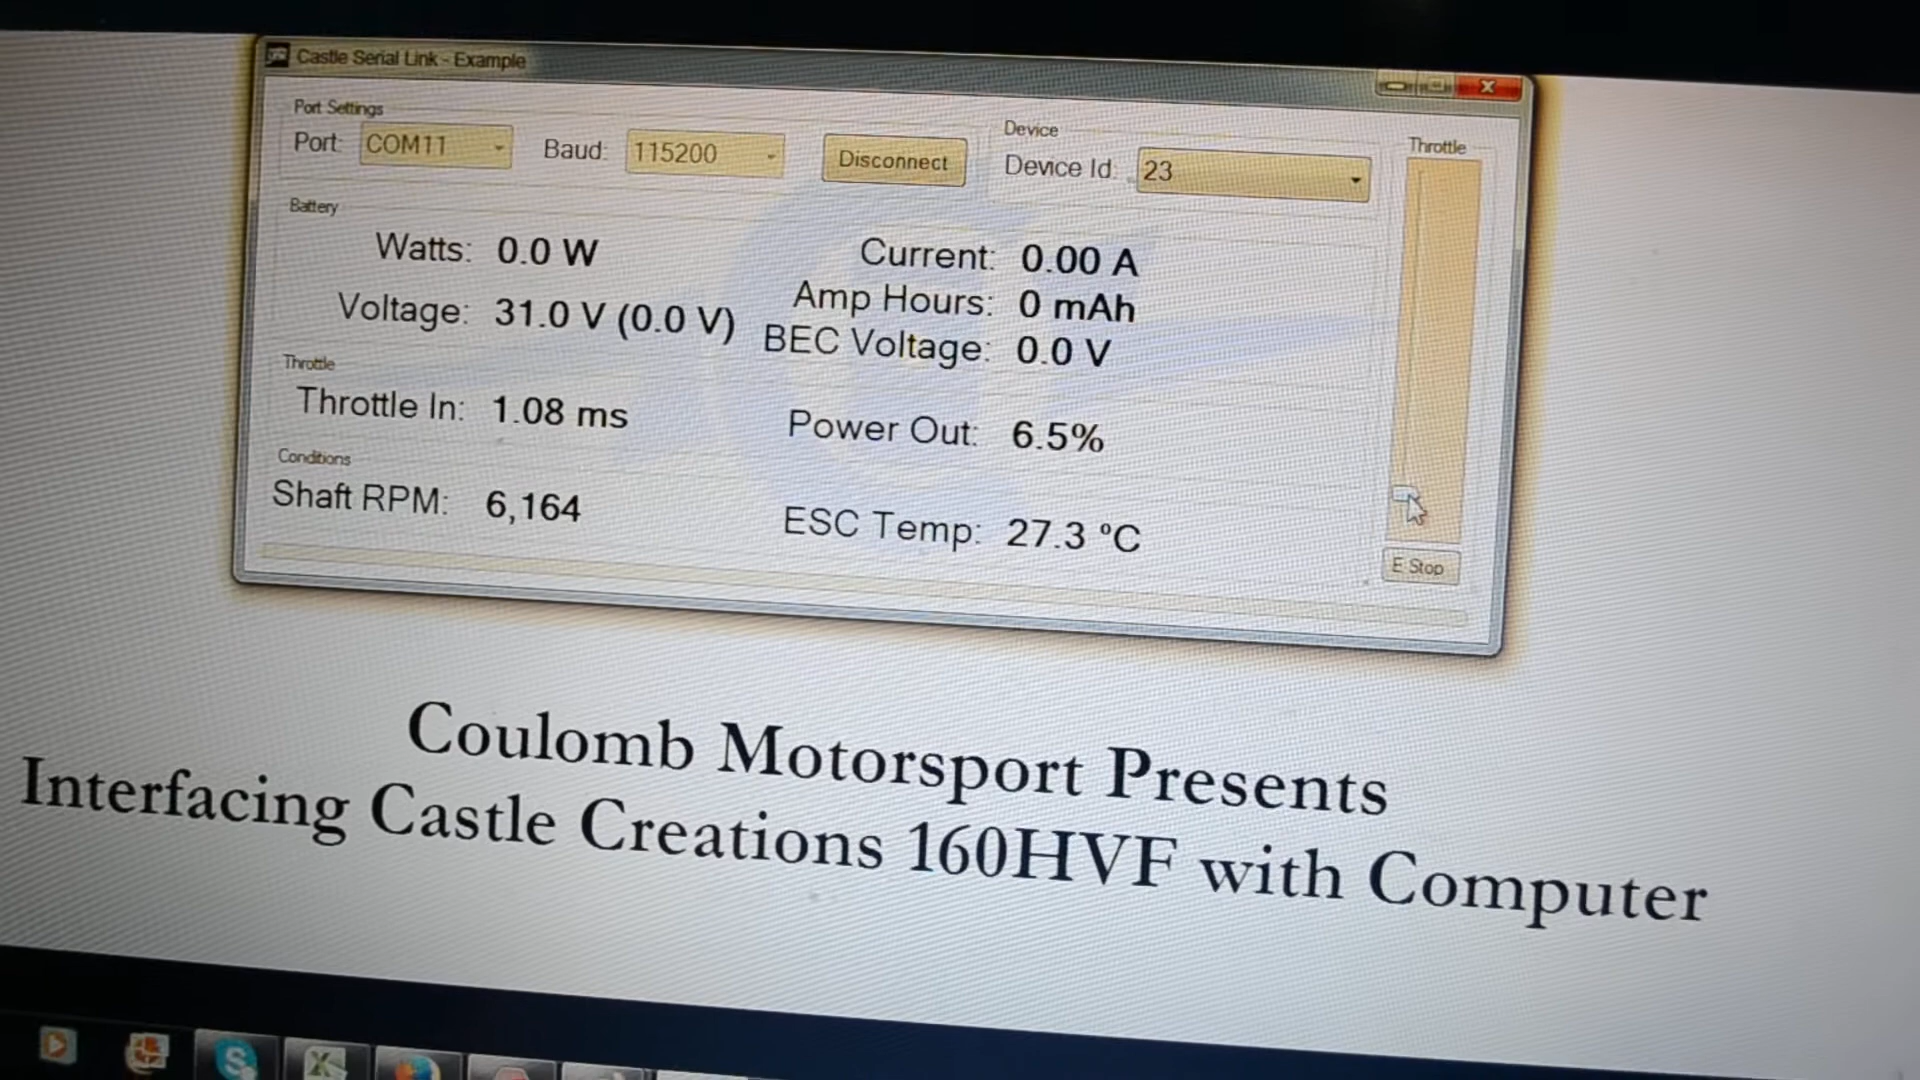 Castle Serial Link - Example
Port Settings
Port: COM11 Baud: 115200 Disconnect
Device
Device Id: 23
Throttle
Battery
Watts: 0.0 W
Current: 0.00 A
Voltage: 31.0 V (0.0 V)
Amp Hours: 0 mAh
BEC Voltage: 0.0 V
Throttle
Throttle In: 1.08 ms
Power Out: 6.5%
Conditions
Shaft RPM: 6,164
ESC Temp: 27.3 ºC
E Stop
Coulomb Motorsport Presents
Interfacing Castle Creations 160HVF with Computer